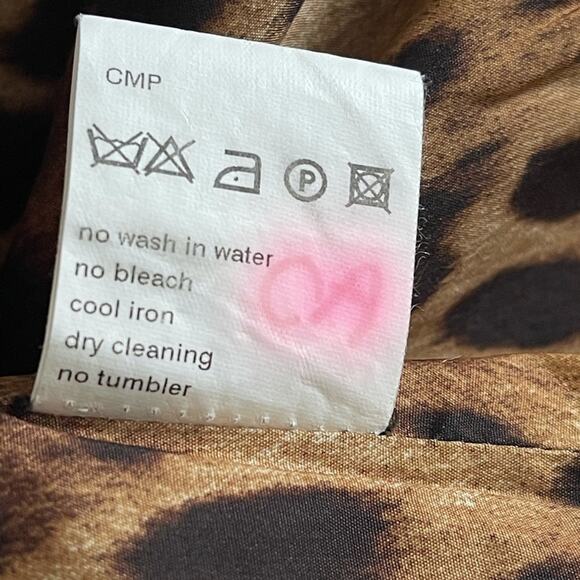 CMP
P
no wash in water
no bleach
cool iron
dry cleaning
no tumbler